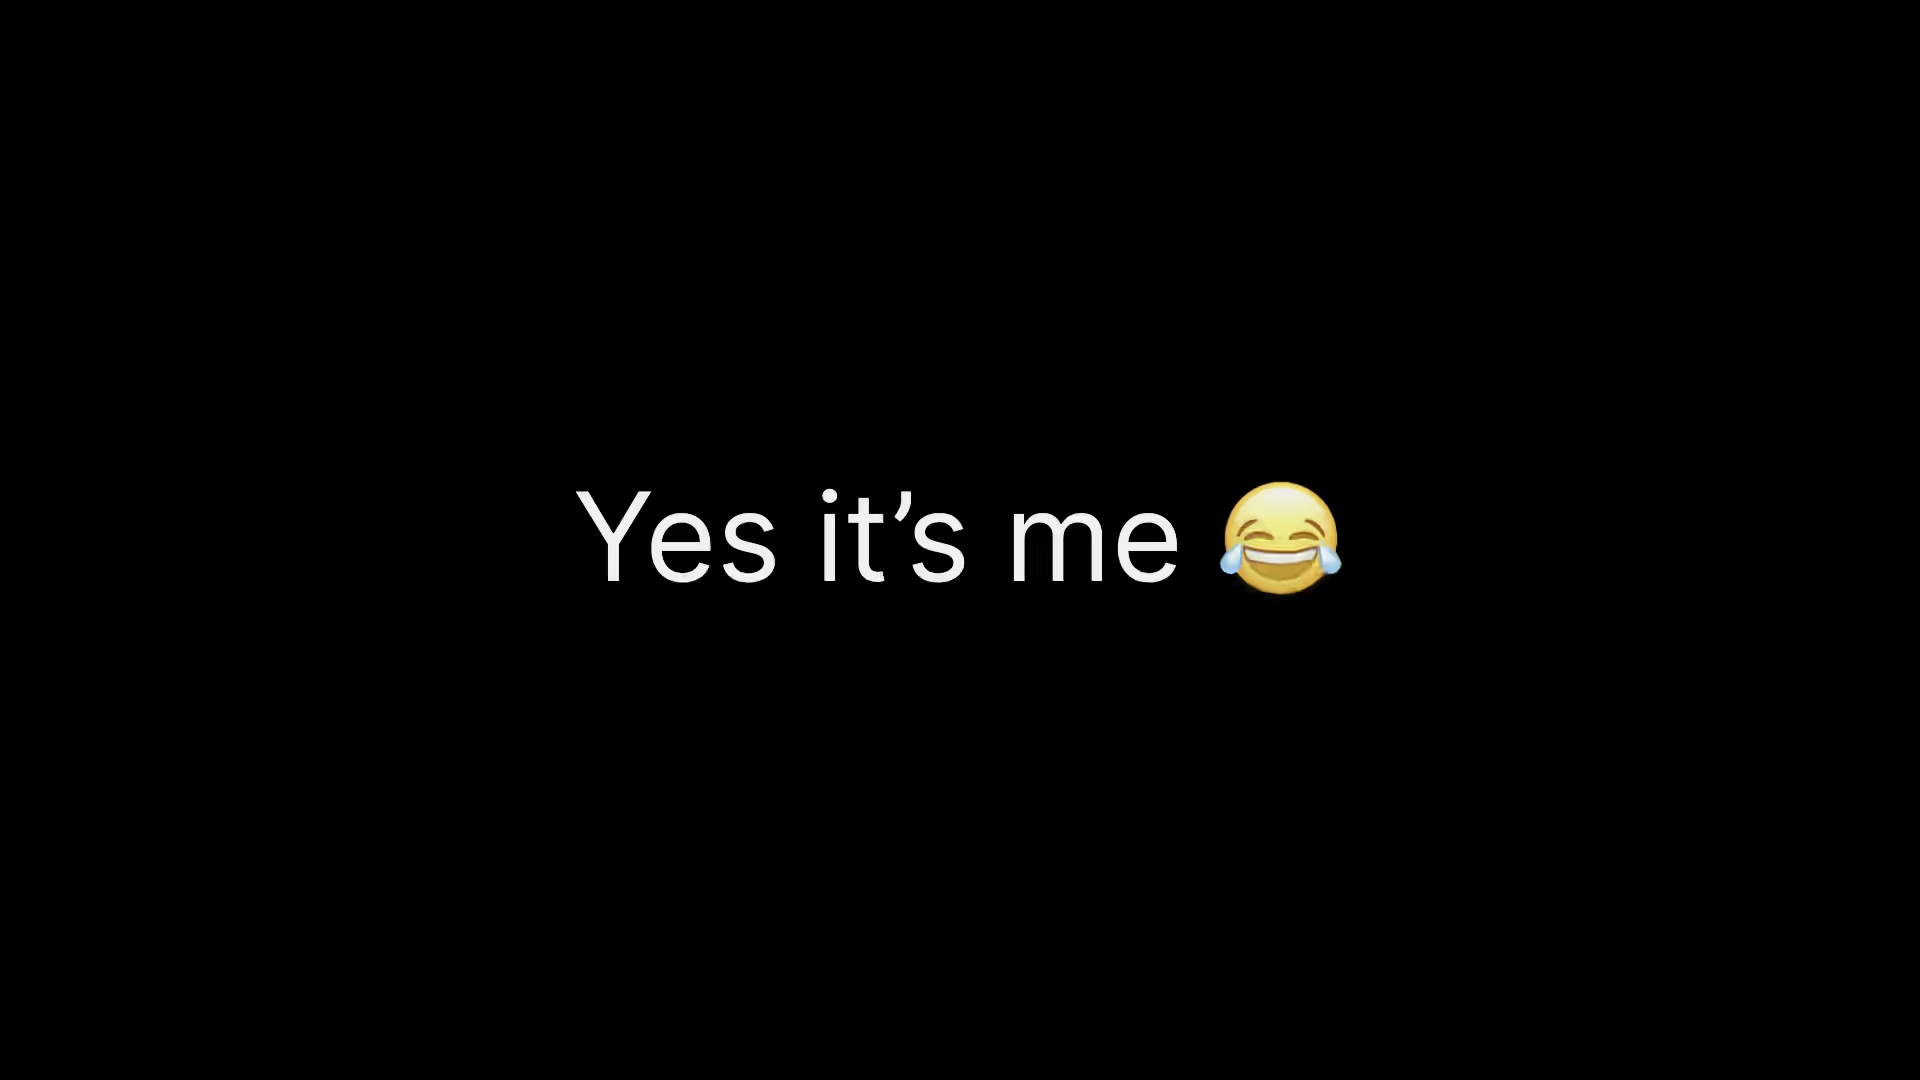 Yes it’s me 😂